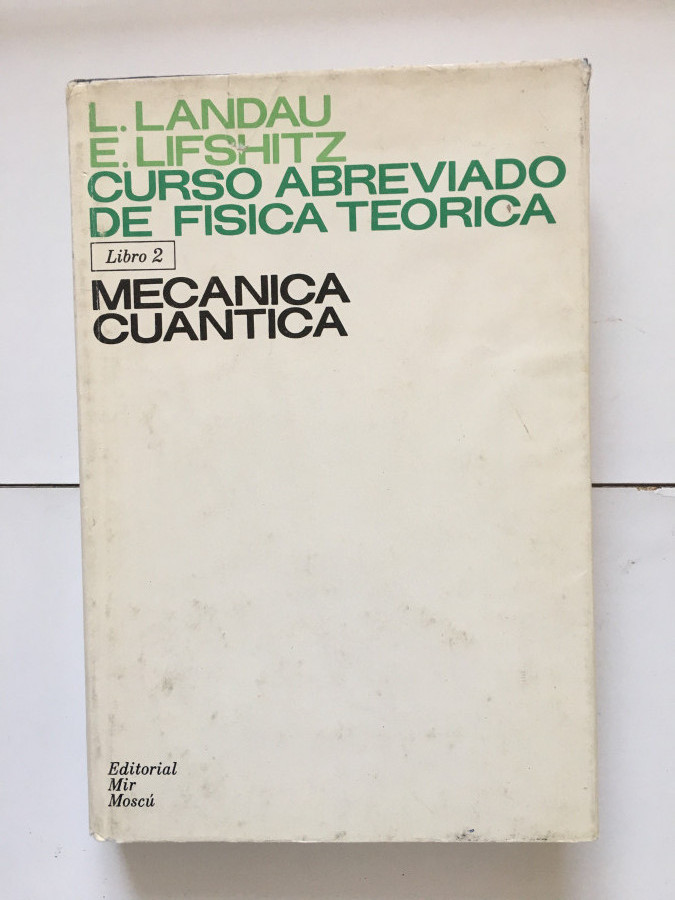 L. LANDAU
E. LIFSHITZ
CURSO ABREVIADO
DE FISICA TEORICA
Libro 2
MECANICA
CUANTICA
Editorial
Mir
Moscú